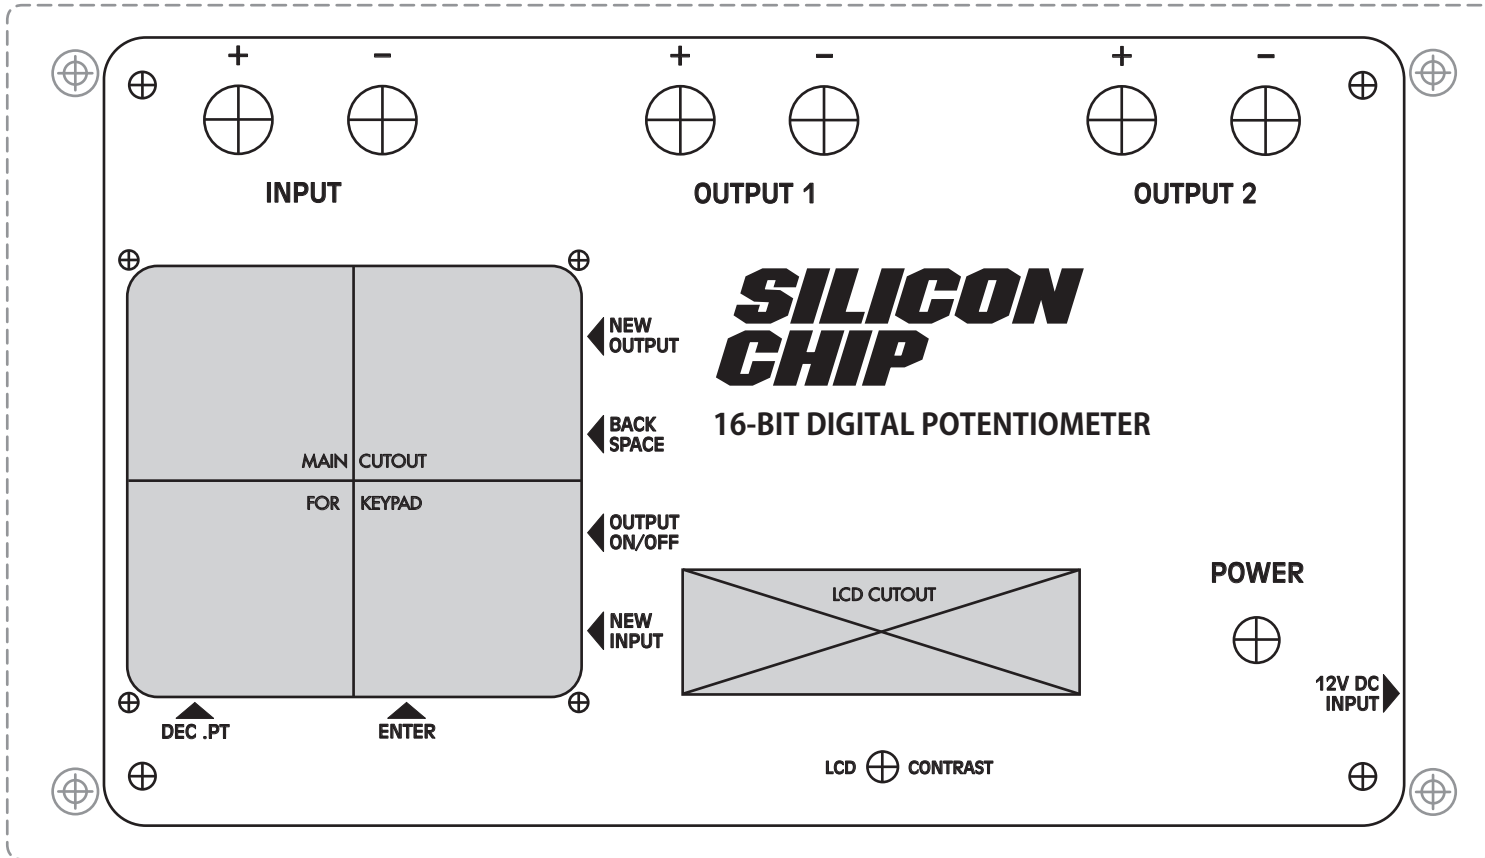 + − + − + −
INPUT OUTPUT 1 OUTPUT 2
SILICON
CHIP
16-BIT DIGITAL POTENTIOMETER
NEW
OUTPUT
BACK
SPACE
OUTPUT
ON/OFF
NEW
INPUT
MAIN CUTOUT
FOR KEYPAD
DEC .PT
ENTER
LCD CUTOUT
LCD CONTRAST
POWER
12V DC
INPUT